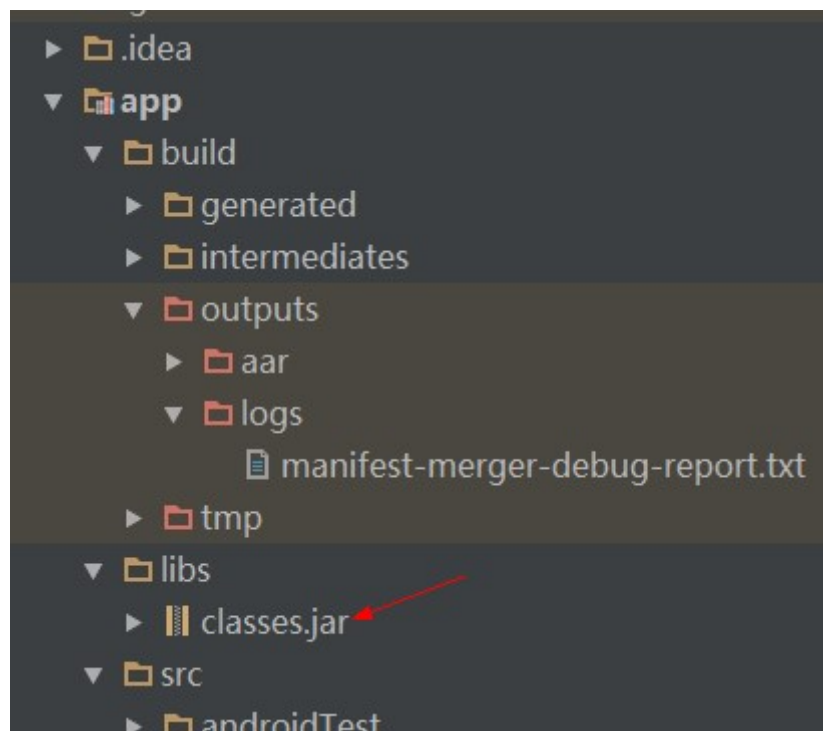 .idea
app
build
generated
intermediates
outputs
aar
logs
manifest-merger-debug-report.txt
tmp
libs
classes.jar
src
androidTest